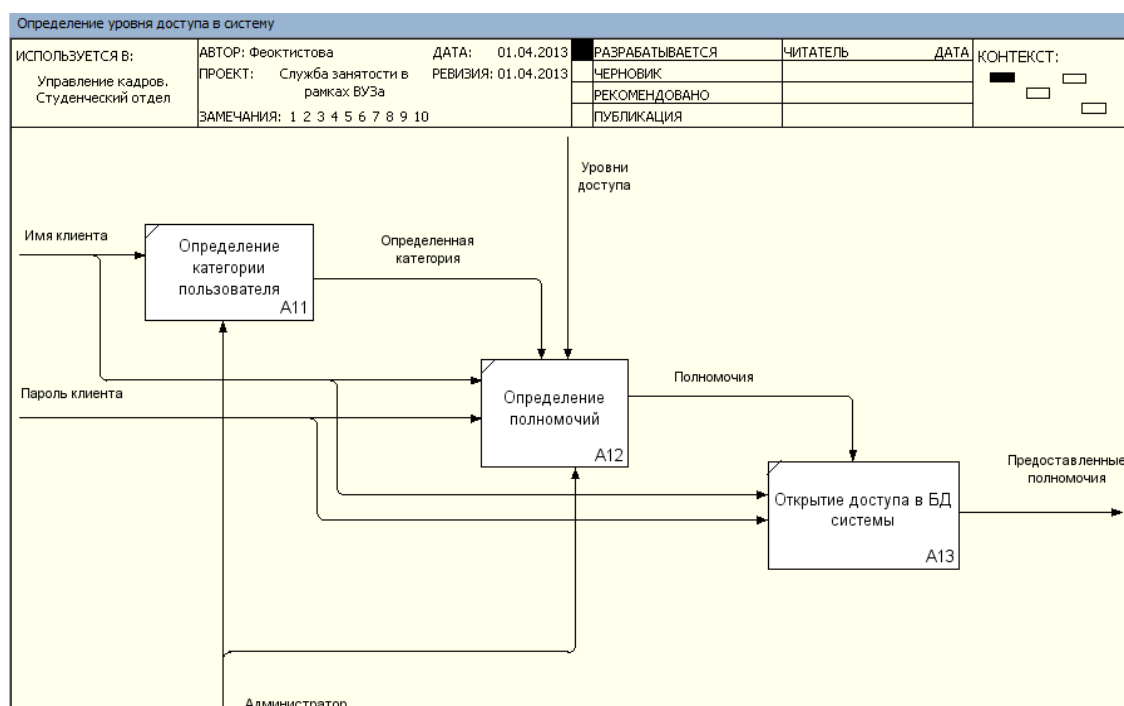 Определение уровня доступа в систему
ИСПОЛЬЗУЕТСЯ В:
Управление кадров.
Студенческий отдел
АВТОР: Феоктистова
ДАТА: 01.04.2013
ПРОЕКТ: Служба занятости в
рамках ВУЗа
РЕВИЗИЯ: 01.04.2013
ЗАМЕЧАНИЯ: 1 2 3 4 5 6 7 8 9 10
РАЗРАБАТЫВАЕТСЯ
ЧЕРНОВИК
РЕКОМЕНДОВАНО
ПУБЛИКАЦИЯ
ЧИТАТЕЛЬ
ДАТА
КОНТЕКСТ:
Уровни
доступа
Имя клиента
Определение
категории
пользователя
A11
Определенная
категория
Пароль клиента
Определение
полномочий
A12
Полномочия
Открытие доступа в БД
системы
A13
Предоставленные
полномочия
Администратор